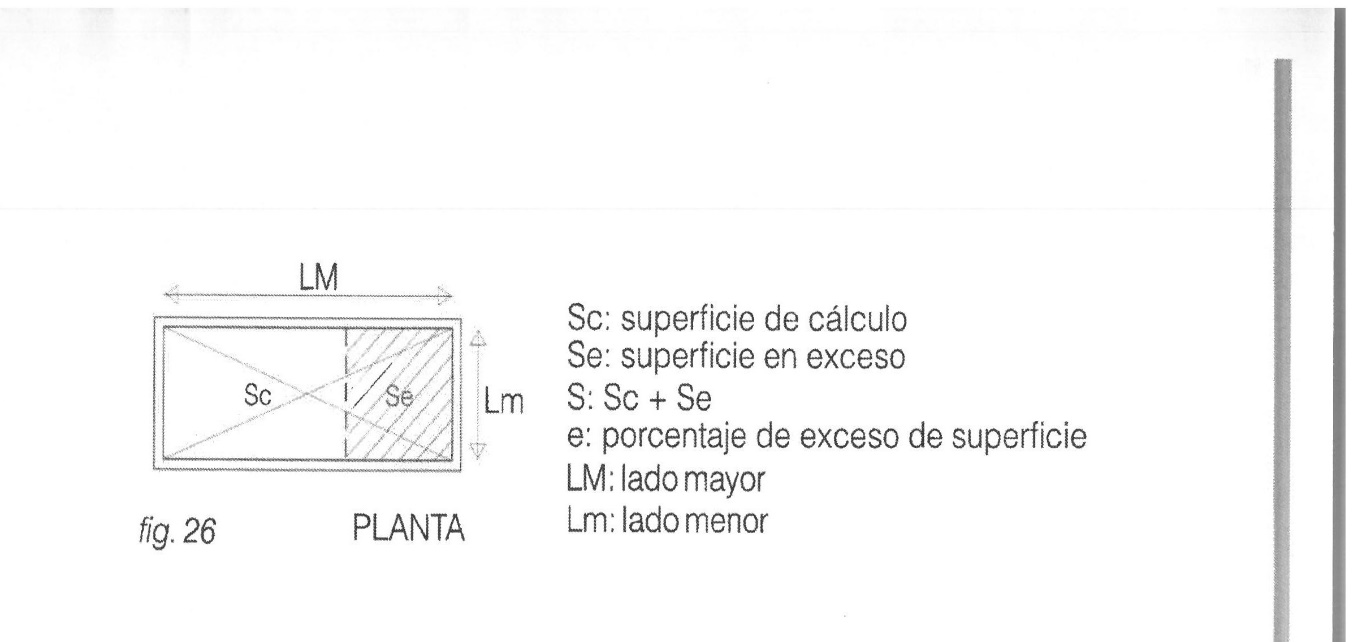 LM
Sc
Se
Lm
fig. 26
PLANTA
Sc: superficie de cálculo
Se: superficie en exceso
S: Sc + Se
e: porcentaje de exceso de superficie
LM: lado mayor
Lm: lado menor